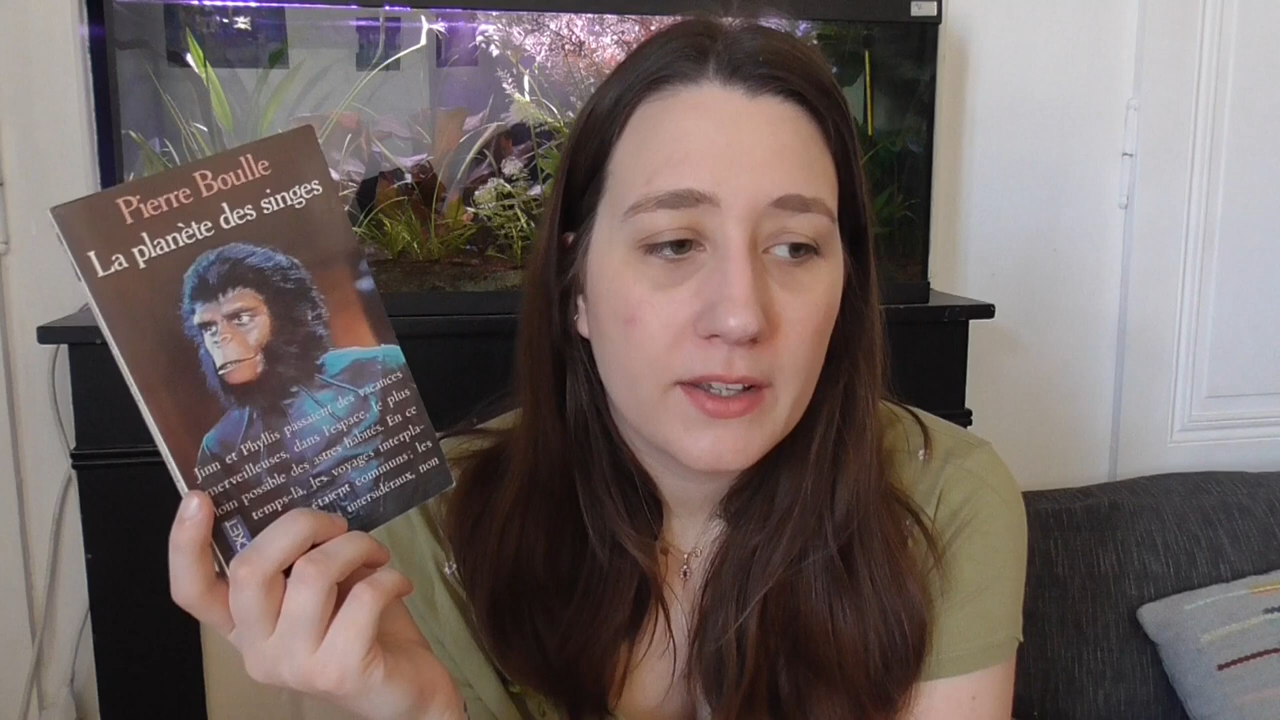 Pierre Boulle
La planète des singes
Jinn et Phyllis passaient des vacances
merveilleuses, dans l'espace, le plus
loin possible des astres habités. En ce
temps-là, les voyages interpla-
étaient communs ; les
intersidéraux, non